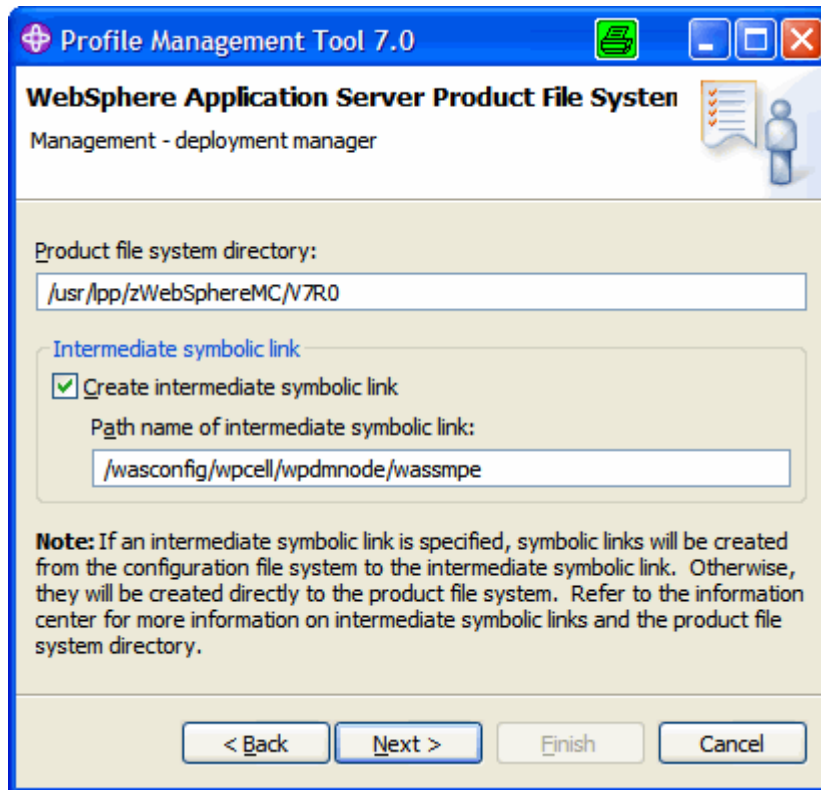 Profile Management Tool 7.0
WebSphere Application Server Product File System
Management - deployment manager
Product file system directory:
/usr/lpp/zWebSphereMC/V7R0
Intermediate symbolic link
Create intermediate symbolic link
Path name of intermediate symbolic link:
/wasconfig/wpcell/wpdmnode/wassmpe
Note: If an intermediate symbolic link is specified, symbolic links will be created
from the configuration file system to the intermediate symbolic link. Otherwise,
they will be created directly to the product file system. Refer to the information
center for more information on intermediate symbolic links and the product file
system directory.
< Back
Next >
Finish
Cancel